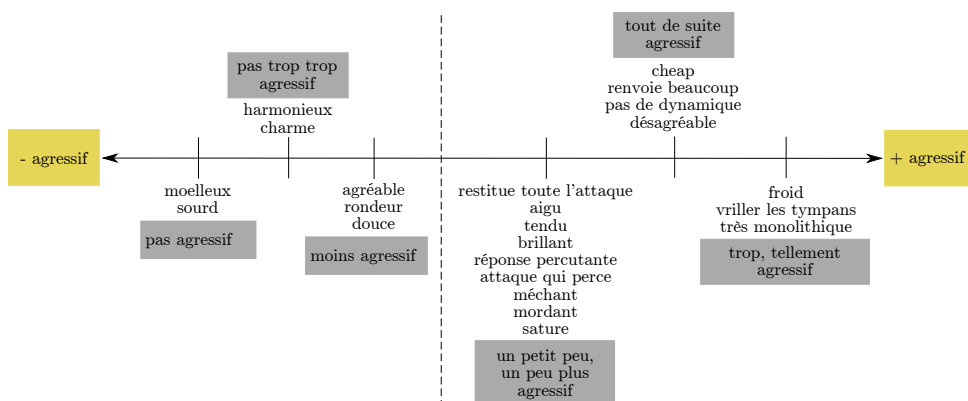 - agressif
pas trop trop
agressif
harmonieux
charme
moelleux
sourd
pas agressif
agréable
rondeur
douce
moins agressif
restitue toute l'attaque
aigu
tendu
brillant
réponse percutante
attaque qui perce
méchant
mordant
sature
un petit peu,
un peu plus
agressif
tout de suite
agressif
cheap
renvoie beaucoup
pas de dynamique
désagréable
froid
vriller les tympans
très monolithique
trop, tellement
agressif
+ agressif